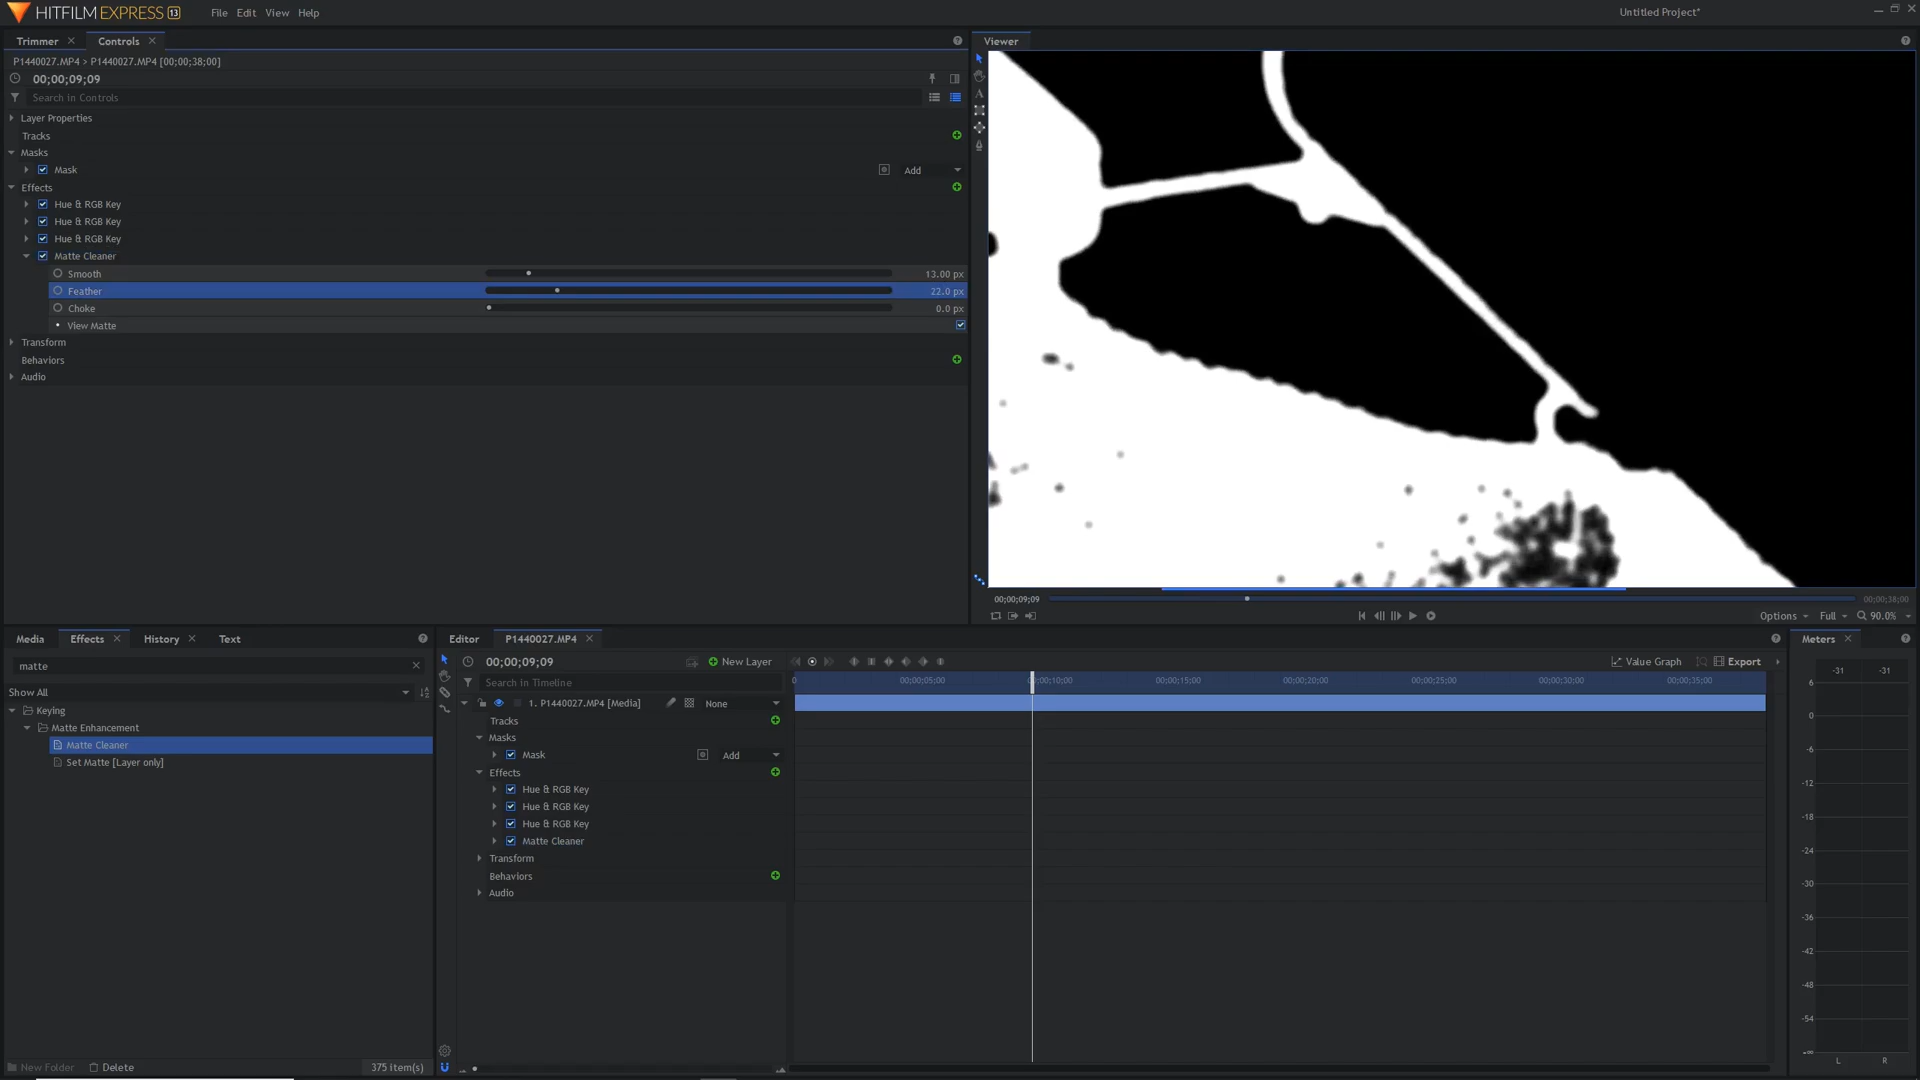 HITFILM EXPRESS 13
File Edit View Help
Untitled Project*
Trimmer
Controls
P1440027.MP4 > P1440027.MP4 [00;00;38;00]
00;00;09;09
Search in Controls
Layer Properties
Tracks
Masks
Mask
Add
Effects
Hue & RGB Key
Hue & RGB Key
Hue & RGB Key
Matte Cleaner
Smooth
13.00 px
Feather
22.0 px
Choke
0.0 px
View Matte
Transform
Behaviors
Audio
Viewer
00;00;09;09
00;00;38;00
Options
Full
90.0%
Media
Effects
History
Text
matte
Show All
Keying
Matte Enhancement
Matte Cleaner
Set Matte [Layer only]
New Folder
Delete
375 item(s)
Editor
P1440027.MP4
00;00;09;09
New Layer
Value Graph
Export
Search in Timeline
0
00;00;05;00
00;00;10;00
00;00;15;00
00;00;20;00
00;00;25;00
00;00;30;00
00;00;35;00
1. P1440027.MP4 [Media]
None
Tracks
Masks
Mask
Add
Effects
Hue & RGB Key
Hue & RGB Key
Hue & RGB Key
Matte Cleaner
Transform
Behaviors
Audio
Meters
-31
-31
6
0
-6
-12
-18
-24
-30
-36
-42
-48
-54
-∞
L
R